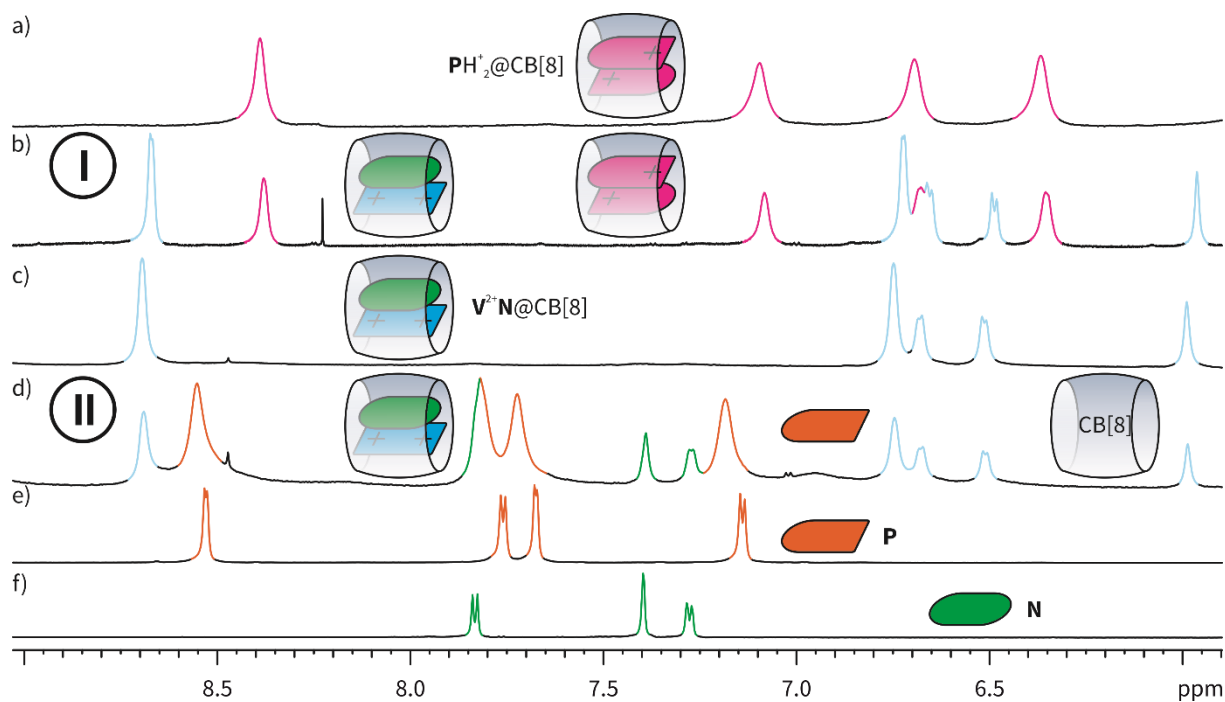 a)
PH⁺₂@CB[8]
b)
I
c)
V²⁺N@CB[8]
d)
II
CB[8]
e)
P
f)
N
8.5 8.0 7.5 7.0 6.5 ppm